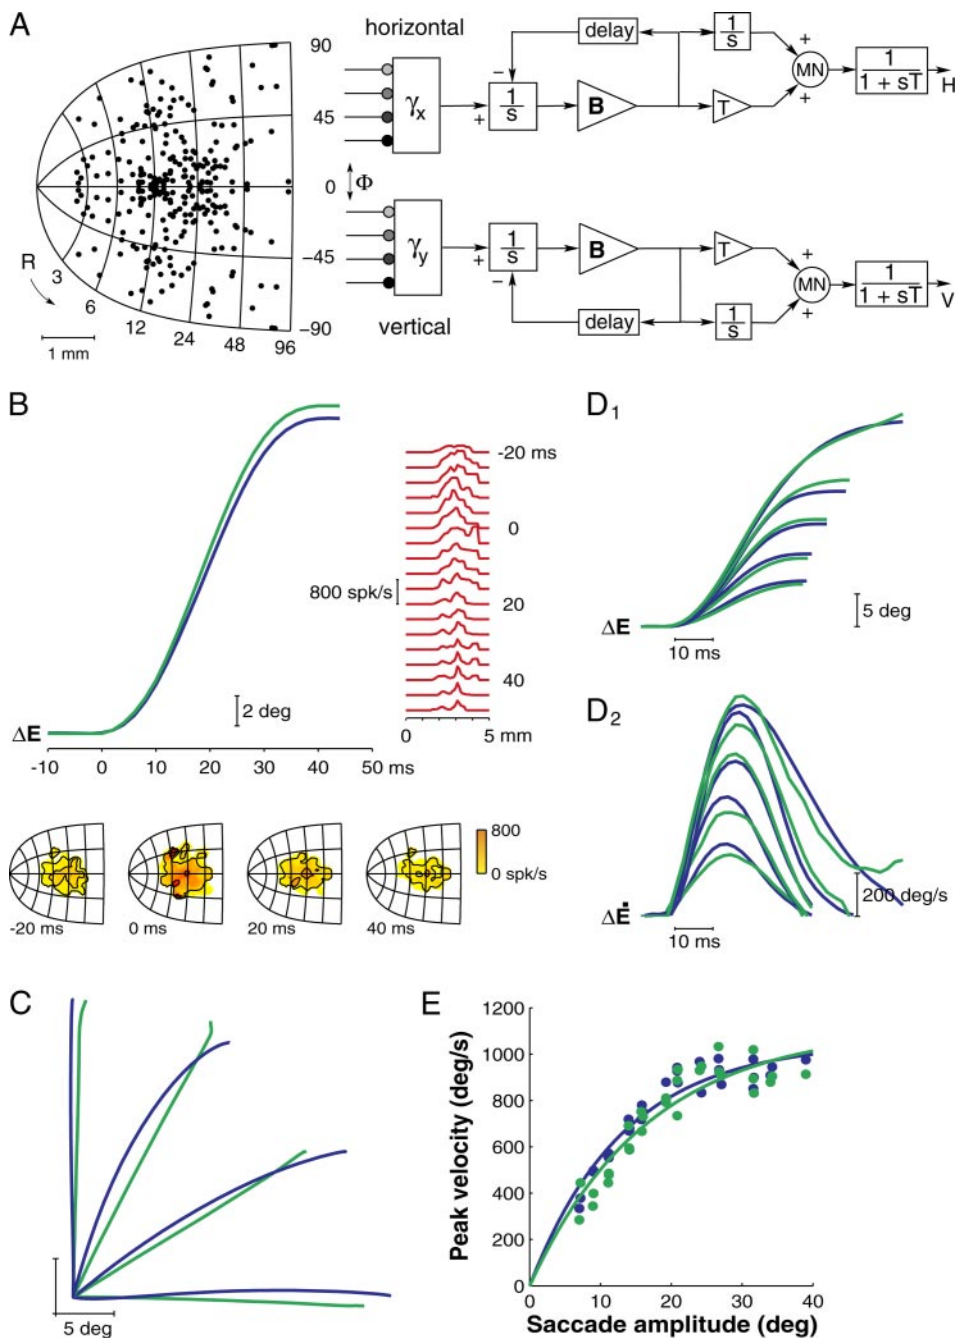 A
horizontal
vertical
90
45
0
−45
−90
Φ
R
3
6
12
24
48
96
1 mm
γx
γy
delay
1/s
1/s
B
T
MN
1/(1 + sT)
H
+
−
+
+
delay
1/s
1/s
B
T
MN
1/(1 + sT)
V
+
−
+
+
B
ΔE
2 deg
-10 0 10 20 30 40 50 ms
-20 ms
0
20
40
800 spk/s
0 5 mm
-20 ms
0 ms
20 ms
40 ms
800
0 spk/s
C
5 deg
D1
ΔE
10 ms
5 deg
D2
ΔĖ
10 ms
200 deg/s
E
Peak velocity (deg/s)
1200
1000
800
600
400
200
0
0 10 20 30 40
Saccade amplitude (deg)